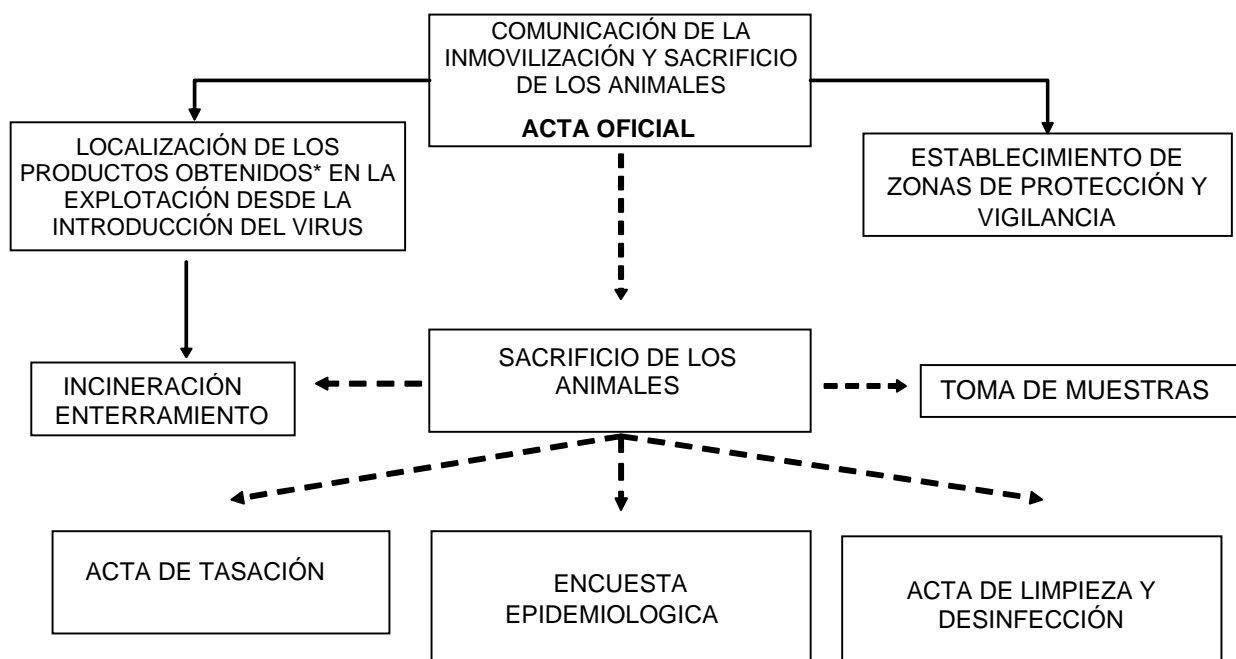 COMUNICACIÓN DE LA
INMOVILIZACIÓN Y SACRIFICIO
DE LOS ANIMALES
ACTA OFICIAL
LOCALIZACIÓN DE LOS
PRODUCTOS OBTENIDOS* EN LA
EXPLOTACIÓN DESDE LA
INTRODUCCIÓN DEL VIRUS
ESTABLECIMIENTO DE
ZONAS DE PROTECCIÓN Y
VIGILANCIA
SACRIFICIO DE LOS
ANIMALES
INCINERACIÓN
ENTERRAMIENTO
TOMA DE MUESTRAS
ACTA DE TASACIÓN
ENCUESTA
EPIDEMIOLOGICA
ACTA DE LIMPIEZA Y
DESINFECCIÓN